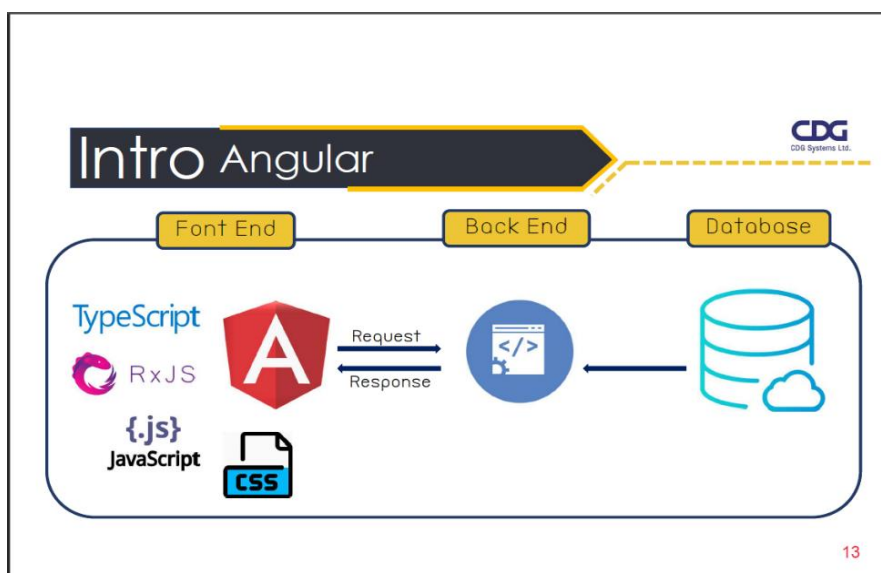 Intro Angular
CDG
CDG Systems Ltd.
Font End
Back End
Database
TypeScript
RxJS
{.js}
JavaScript
A
CSS
Request
Response
</>
13